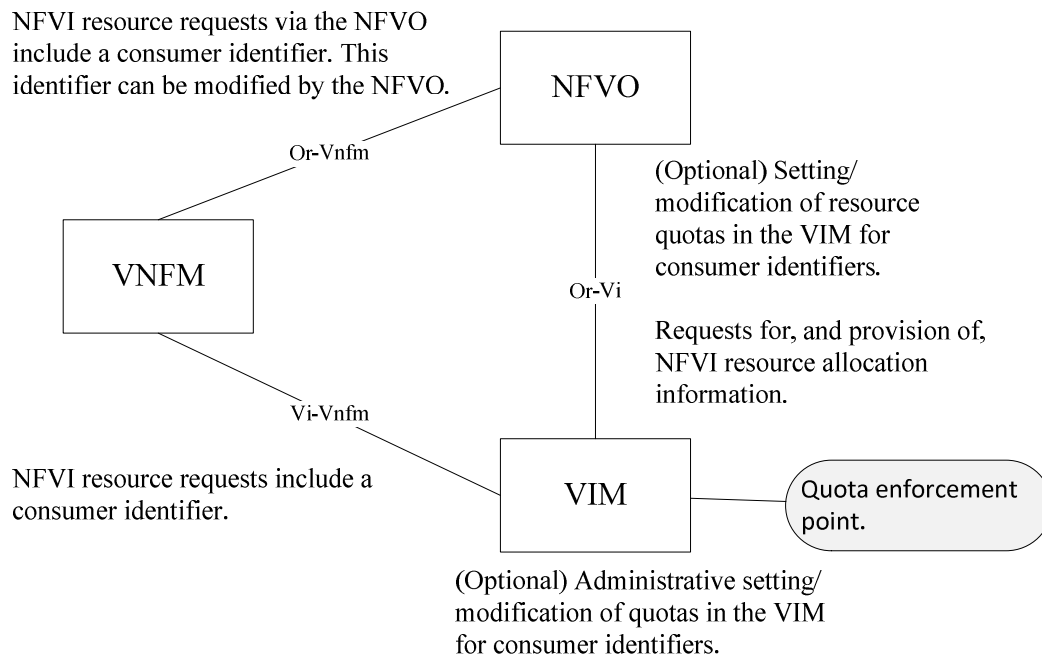 NFVI resource requests via the NFVO
include a consumer identifier. This
identifier can be modified by the NFVO.
NFVO
Or-Vnfm
(Optional) Setting/
modification of resource
quotas in the VIM for
consumer identifiers.
VNFM
Or-Vi
Requests for, and provision of,
NFVI resource allocation
information.
Vi-Vnfm
NFVI resource requests include a
consumer identifier.
VIM
Quota enforcement
point.
(Optional) Administrative setting/
modification of quotas in the VIM
for consumer identifiers.